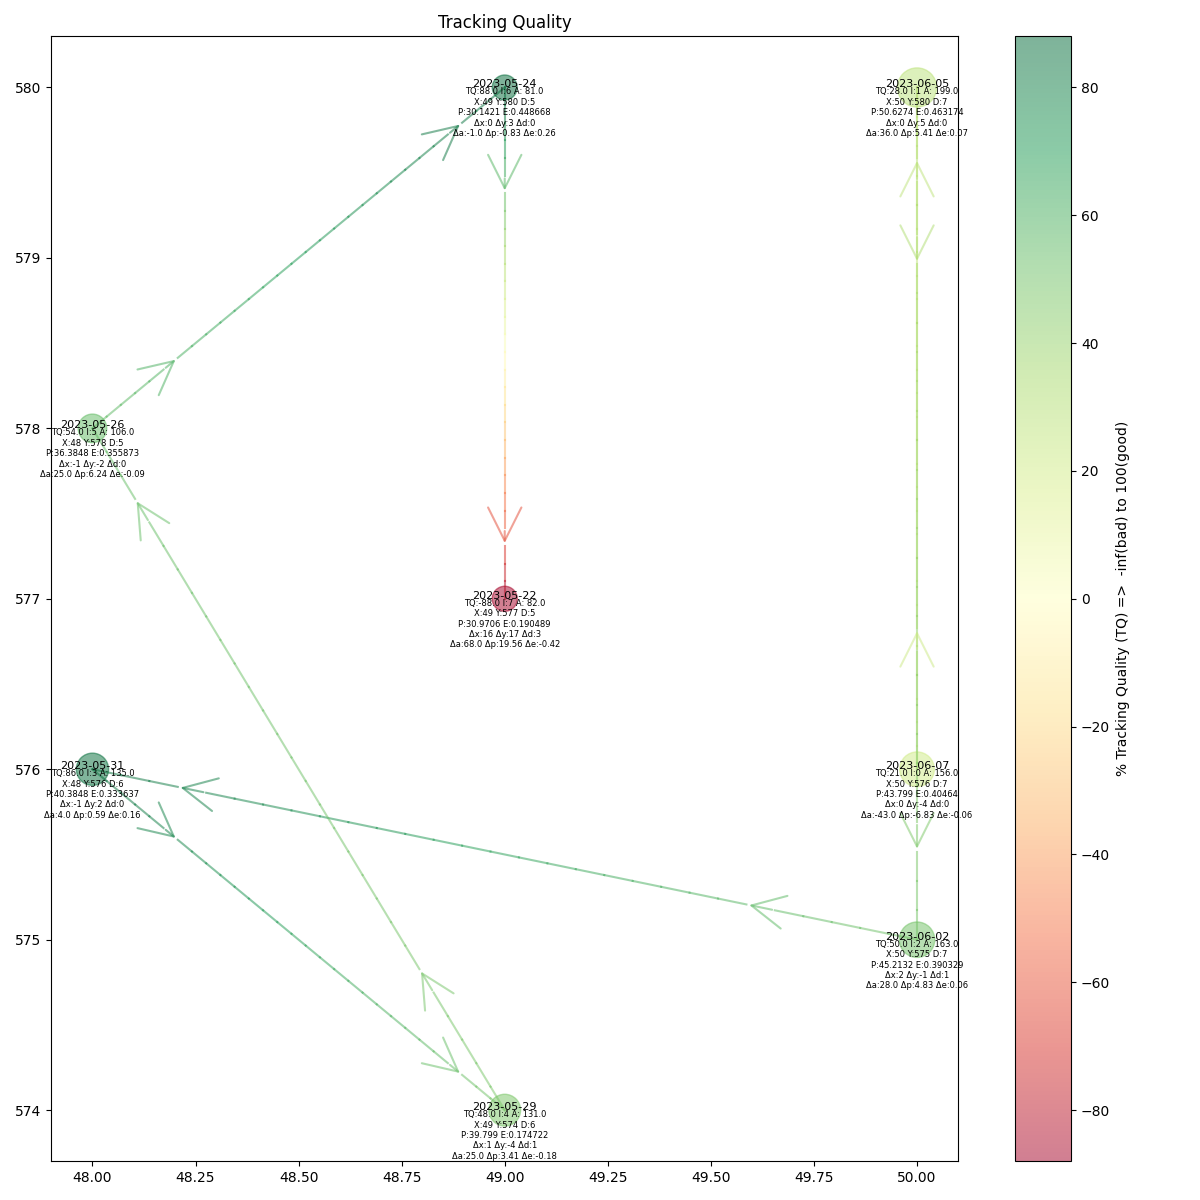 Tracking Quality
580
579
578
577
576
575
574
2023-05-24
TQ:88.0 I:6 A: 81.0
X:49 Y:580 D:5
P:30.1421 E:0.448668
Δx:0 Δy:3 Δd:0
Δa:-1.0 Δp:-0.83 Δe:0.26
2023-06-05
TQ:28.0 I:1 A: 199.0
X:50 Y:580 D:7
P:50.6274 E:0.463174
Δx:0 Δy:5 Δd:0
Δa:36.0 Δp:5.41 Δe:0.07
2023-05-26
TQ:54.0 I:5 A: 106.0
X:48 Y:578 D:5
P:36.3848 E:0.355873
Δx:-1 Δy:-2 Δd:0
Δa:25.0 Δp:6.24 Δe:-0.09
2023-05-22
TQ:-88.0 I:7 A: 82.0
X:49 Y:577 D:5
P:30.9706 E:0.190489
Δx:16 Δy:17 Δd:3
Δa:68.0 Δp:19.56 Δe:-0.42
2023-05-31
TQ:86.0 I:3 A: 135.0
X:48 Y:576 D:6
P:40.3848 E:0.333637
Δx:-1 Δy:2 Δd:0
Δa:4.0 Δp:0.59 Δe:0.16
2023-06-07
TQ:21.0 I:0 A: 156.0
X:50 Y:576 D:7
P:43.799 E:0.40464
Δx:0 Δy:-4 Δd:0
Δa:-43.0 Δp:-6.83 Δe:-0.06
2023-06-02
TQ:50.0 I:2 A: 163.0
X:50 Y:575 D:7
P:45.2132 E:0.390329
Δx:2 Δy:-1 Δd:1
Δa:28.0 Δp:4.83 Δe:0.06
2023-05-29
TQ:48.0 I:4 A: 131.0
X:49 Y:574 D:6
P:39.799 E:0.174722
Δx:1 Δy:-4 Δd:1
Δa:25.0 Δp:3.41 Δe:-0.18
48.00 48.25 48.50 48.75 49.00 49.25 49.50 49.75 50.00
80
60
40
20
0
−20
−40
−60
−80
% Tracking Quality (TQ) =>  -inf(bad) to 100(good)